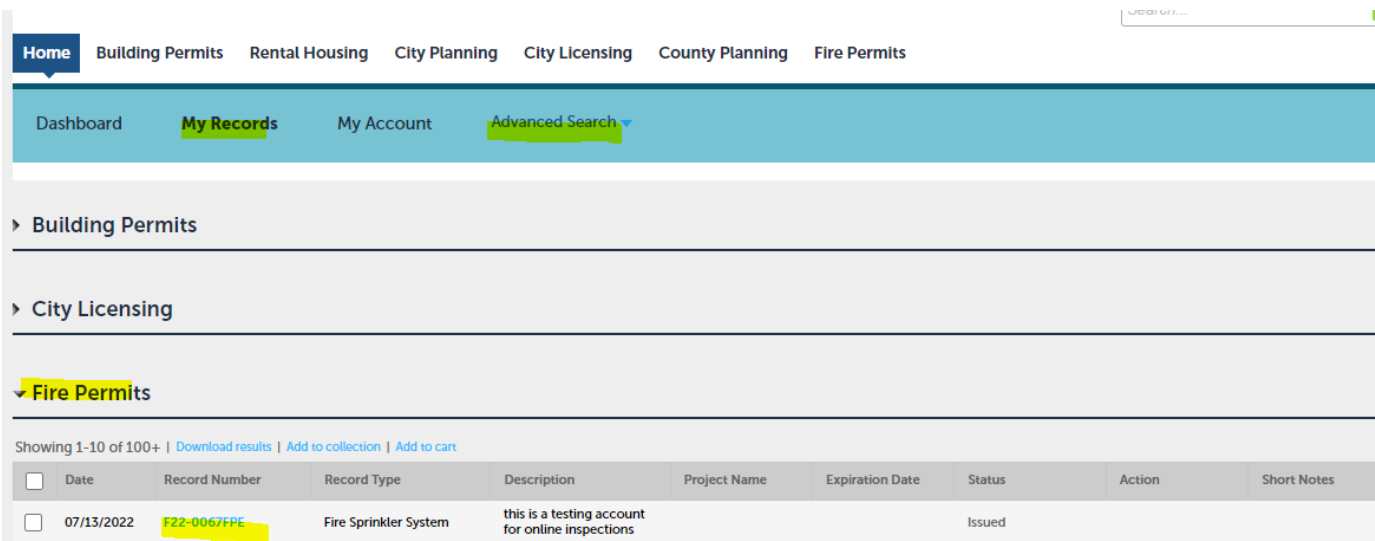 Search...
Home Building Permits Rental Housing City Planning City Licensing County Planning Fire Permits
Dashboard My Records My Account Advanced Search
Building Permits
City Licensing
Fire Permits
Showing 1-10 of 100+ | Download results | Add to collection | Add to cart
Date Record Number Record Type Description Project Name Expiration Date Status Action Short Notes
07/13/2022 F22-0067FPE Fire Sprinkler System this is a testing account Issued
for online inspections